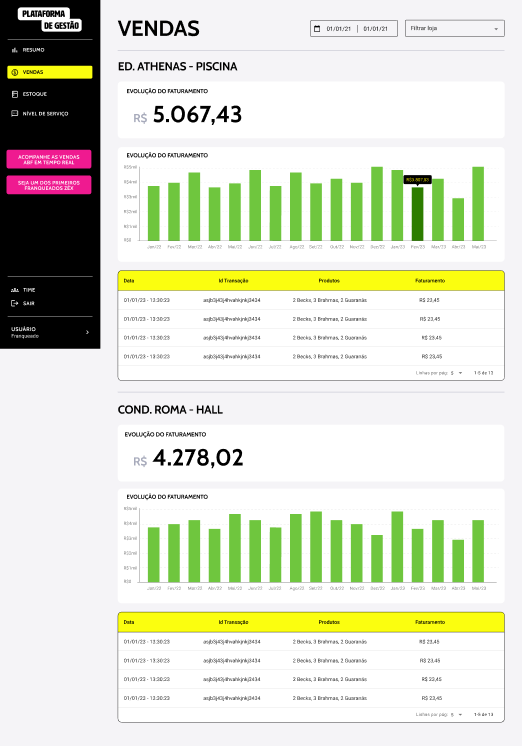 PLATAFORMA
DE GESTÃO
RESUMO
VENDAS
ESTOQUE
NÍVEL DE SERVIÇO
ACOMPANHE AS VENDAS
ABF EM TEMPO REAL
SEJA UM DOS PRIMEIROS
FRANQUEADOS ZÉX
TIME
SAIR
USUÁRIO
Franqueado
VENDAS
01/01/21 | 01/01/21
Filtrar loja
ED. ATHENAS - PISCINA
EVOLUÇÃO DO FATURAMENTO
R$ 5.067,43
EVOLUÇÃO DO FATURAMENTO
R$5mil
R$4mil
R$3mil
R$2mil
R$1mil
R$0
Jan/22 Fev/22 Mar/22 Abr/22 Mai/22 Jun/22 Jul/22 Ago/22 Set/22 Out/22 Nov/22 Dez/22 Jan/23 Fev/23 Mar/23 Abr/23 Mai/23
Data Id Transação Produtos Faturamento
01/01/23 - 13:30:23 asjb3j43j4hvahkjnkj3434 2 Becks, 3 Brahmas, 2 Guaranás R$ 23,45
01/01/23 - 13:30:23 asjb3j43j4hvahkjnkj3434 2 Becks, 3 Brahmas, 2 Guaranás R$ 23,45
01/01/23 - 13:30:23 asjb3j43j4hvahkjnkj3434 2 Becks, 3 Brahmas, 2 Guaranás R$ 23,45
01/01/23 - 13:30:23 asjb3j43j4hvahkjnkj3434 2 Becks, 3 Brahmas, 2 Guaranás R$ 23,45
Linhas por pág: 5 1-5 de 13
COND. ROMA - HALL
EVOLUÇÃO DO FATURAMENTO
R$ 4.278,02
EVOLUÇÃO DO FATURAMENTO
R$5mil
R$4mil
R$3mil
R$2mil
R$1mil
R$0
Jan/22 Fev/22 Mar/22 Abr/22 Mai/22 Jun/22 Jul/22 Ago/22 Set/22 Out/22 Nov/22 Dez/22 Jan/23 Fev/23 Mar/23 Abr/23 Mai/23
Data Id Transação Produtos Faturamento
01/01/23 - 13:30:23 asjb3j43j4hvahkjnkj3434 2 Becks, 3 Brahmas, 2 Guaranás R$ 23,45
01/01/23 - 13:30:23 asjb3j43j4hvahkjnkj3434 2 Becks, 3 Brahmas, 2 Guaranás R$ 23,45
01/01/23 - 13:30:23 asjb3j43j4hvahkjnkj3434 2 Becks, 3 Brahmas, 2 Guaranás R$ 23,45
01/01/23 - 13:30:23 asjb3j43j4hvahkjnkj3434 2 Becks, 3 Brahmas, 2 Guaranás R$ 23,45
Linhas por pág: 5 1-5 de 13